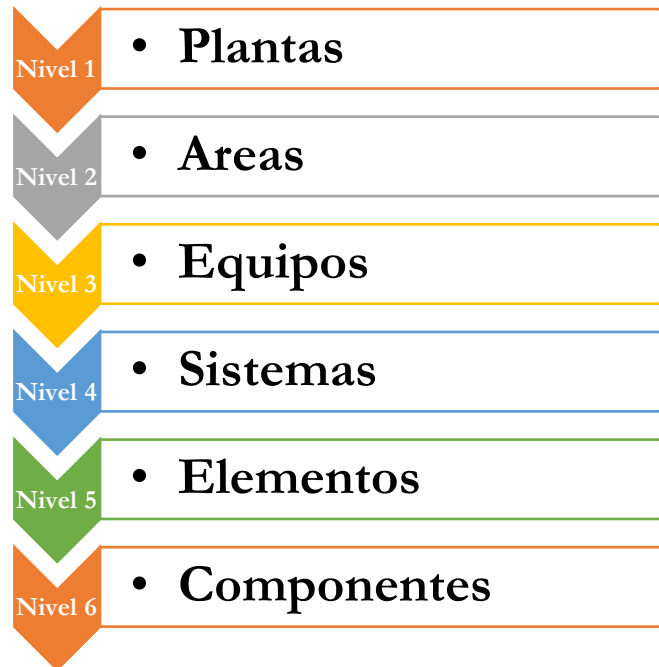 Nivel 1
• Plantas
Nivel 2
• Areas
Nivel 3
• Equipos
Nivel 4
• Sistemas
Nivel 5
• Elementos
Nivel 6
• Componentes